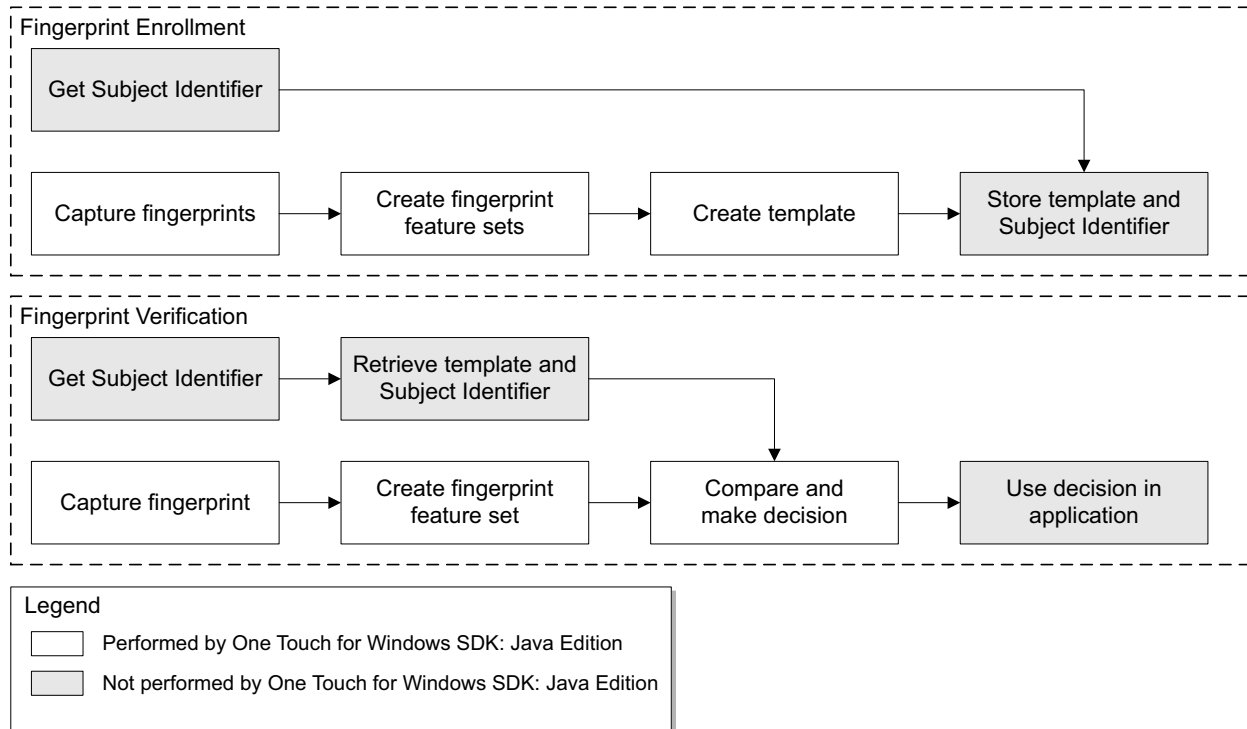 Fingerprint Enrollment
Get Subject Identifier
Capture fingerprints
Create fingerprint
feature sets
Create template
Store template and
Subject Identifier
Fingerprint Verification
Get Subject Identifier
Retrieve template and
Subject Identifier
Capture fingerprint
Create fingerprint
feature set
Compare and
make decision
Use decision in
application
Legend
Performed by One Touch for Windows SDK: Java Edition
Not performed by One Touch for Windows SDK: Java Edition